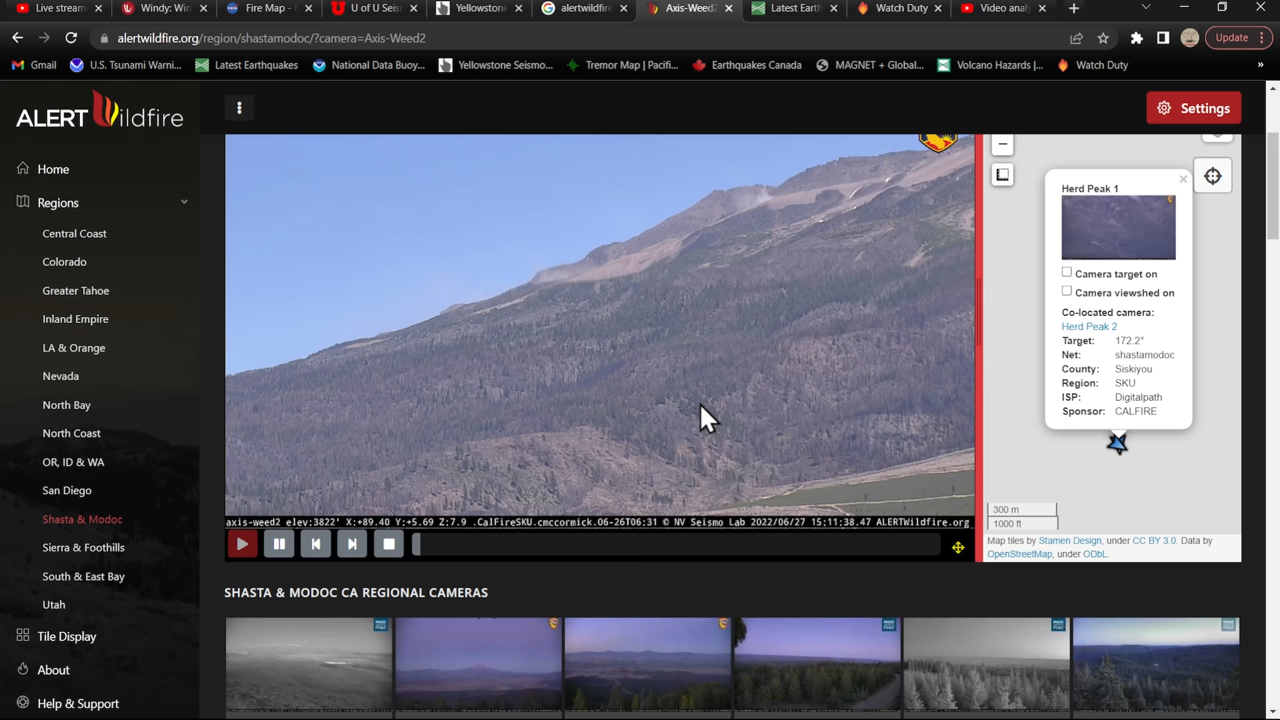 Live stream
Windy: Win
Fire Map -
U of U Seis
Yellowstone
alertwildfire
Axis-Weed2
Latest Earth
Watch Duty
Video analy
alertwildfire.org/region/shastamodoc/?camera=Axis-Weed2
Update
Gmail
U.S. Tsunami Warni...
Latest Earthquakes
National Data Buoy...
Yellowstone Seismo...
Tremor Map | Pacifi...
Earthquakes Canada
MAGNET + Global...
Volcano Hazards |...
Watch Duty
»
ALERT Wildfire
Settings
Home
Regions
Central Coast
Colorado
Greater Tahoe
Inland Empire
LA & Orange
Nevada
North Bay
North Coast
OR, ID & WA
San Diego
Shasta & Modoc
Sierra & Foothills
South & East Bay
Utah
Tile Display
About
Help & Support
axis-weed2 elev:3822' X:+89.40 Y:+5.69 Z:7.9 .CalFireSKU.cmccormick.06-26T06:31 © NV Seismo Lab 2022/06/27 15:11:38.47 ALERTWildfire.org
Herd Peak 1
Camera target on
Camera viewshed on
Co-located camera:
Herd Peak 2
Target: 172.2°
Net: shastamodoc
County: Siskiyou
Region: SKU
ISP: Digitalpath
Sponsor: CALFIRE
300 m
1000 ft
Map tiles by Stamen Design, under CC BY 3.0. Data by
OpenStreetMap, under ODbL.
SHASTA & MODOC CA REGIONAL CAMERAS